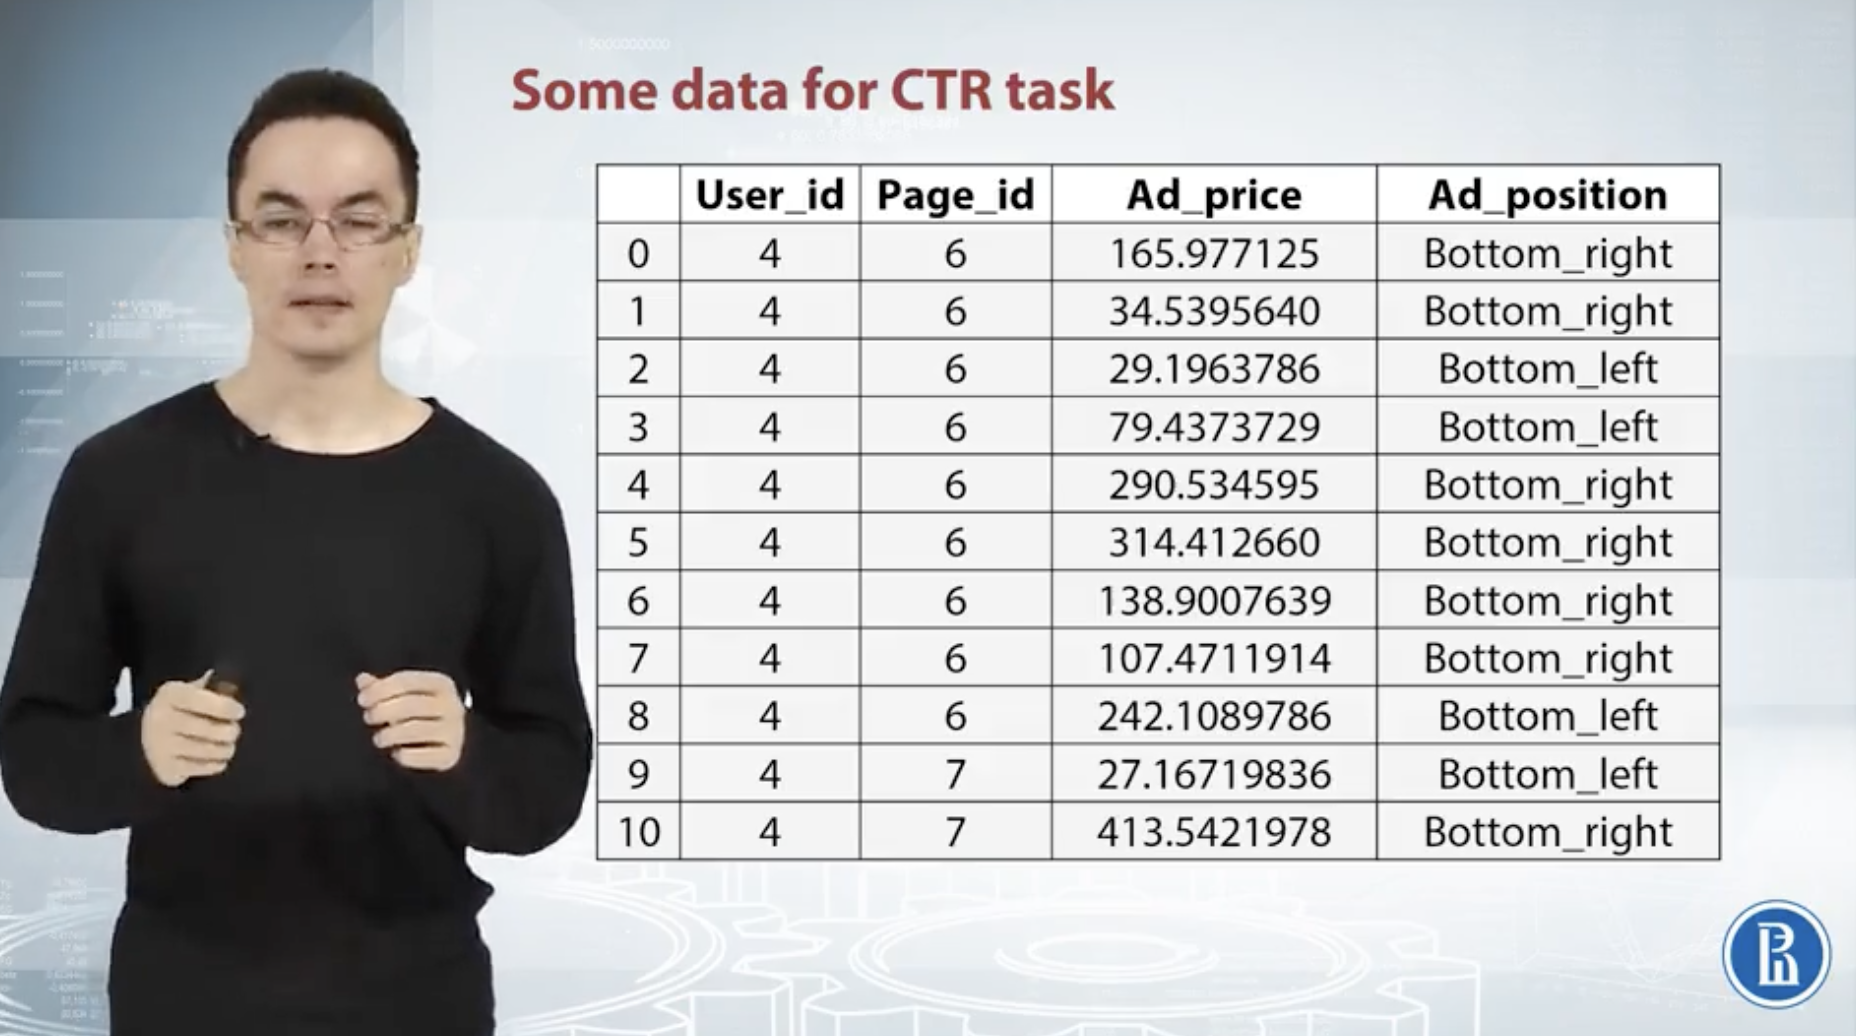 Some data for CTR task
User_id Page_id Ad_price Ad_position
0 4 6 165.977125 Bottom_right
1 4 6 34.5395640 Bottom_right
2 4 6 29.1963786 Bottom_left
3 4 6 79.4373729 Bottom_left
4 4 6 290.534595 Bottom_right
5 4 6 314.412660 Bottom_right
6 4 6 138.9007639 Bottom_right
7 4 6 107.4711914 Bottom_right
8 4 6 242.1089786 Bottom_left
9 4 7 27.16719836 Bottom_left
10 4 7 413.5421978 Bottom_right